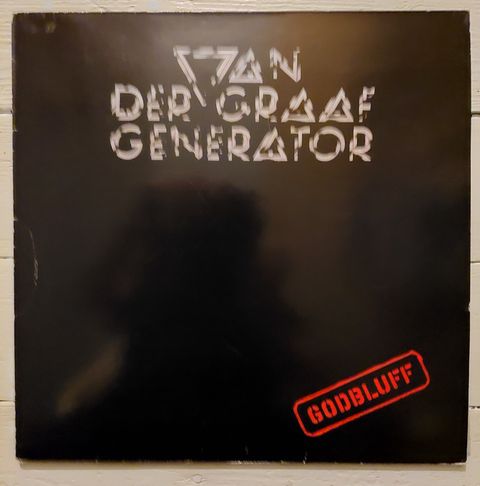 VAN
DER GRAAF
GENERATOR
GODBLUFF